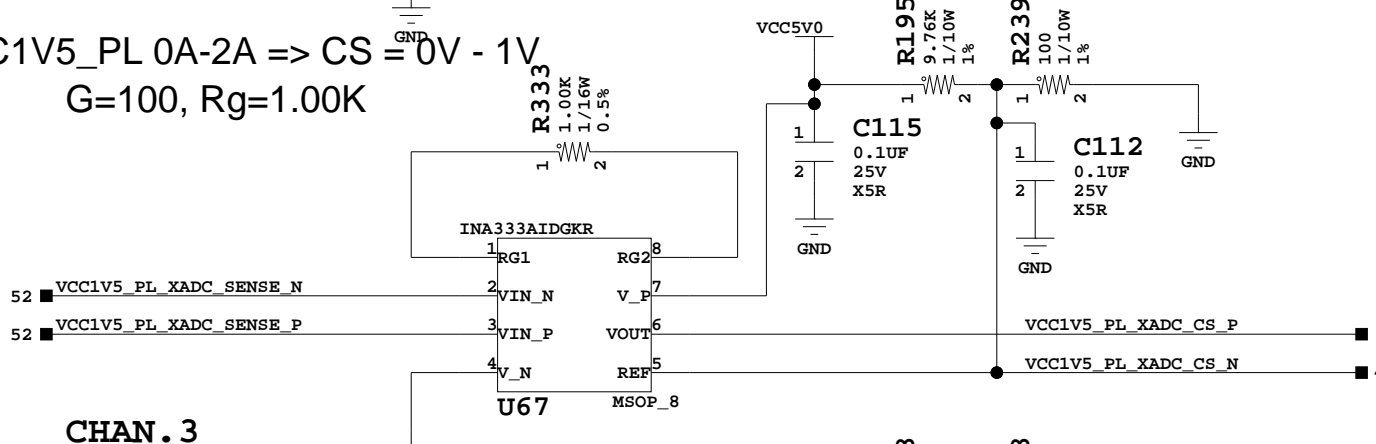 GND
C1V5_PL 0A-2A => CS = 0V - 1V
G=100, Rg=1.00K
R333
1.00K
1/16W
0.5%
1
2
VCC5V0
R195
9.76K
1/10W
1%
1
2
R239
100
1/10W
1%
1
2
1
2
C115
0.1UF
25V
X5R
GND
1
2
C112
0.1UF
25V
X5R
GND
GND
INA333AIDGKR
1
RG1
RG2
8
52
VCC1V5_PL_XADC_SENSE_N
2
VIN_N
V_P
7
52
VCC1V5_PL_XADC_SENSE_P
3
VIN_P
VOUT
6
VCC1V5_PL_XADC_CS_P
4
V_N
REF
5
VCC1V5_PL_XADC_CS_N
U67
MSOP_8
CHAN.3